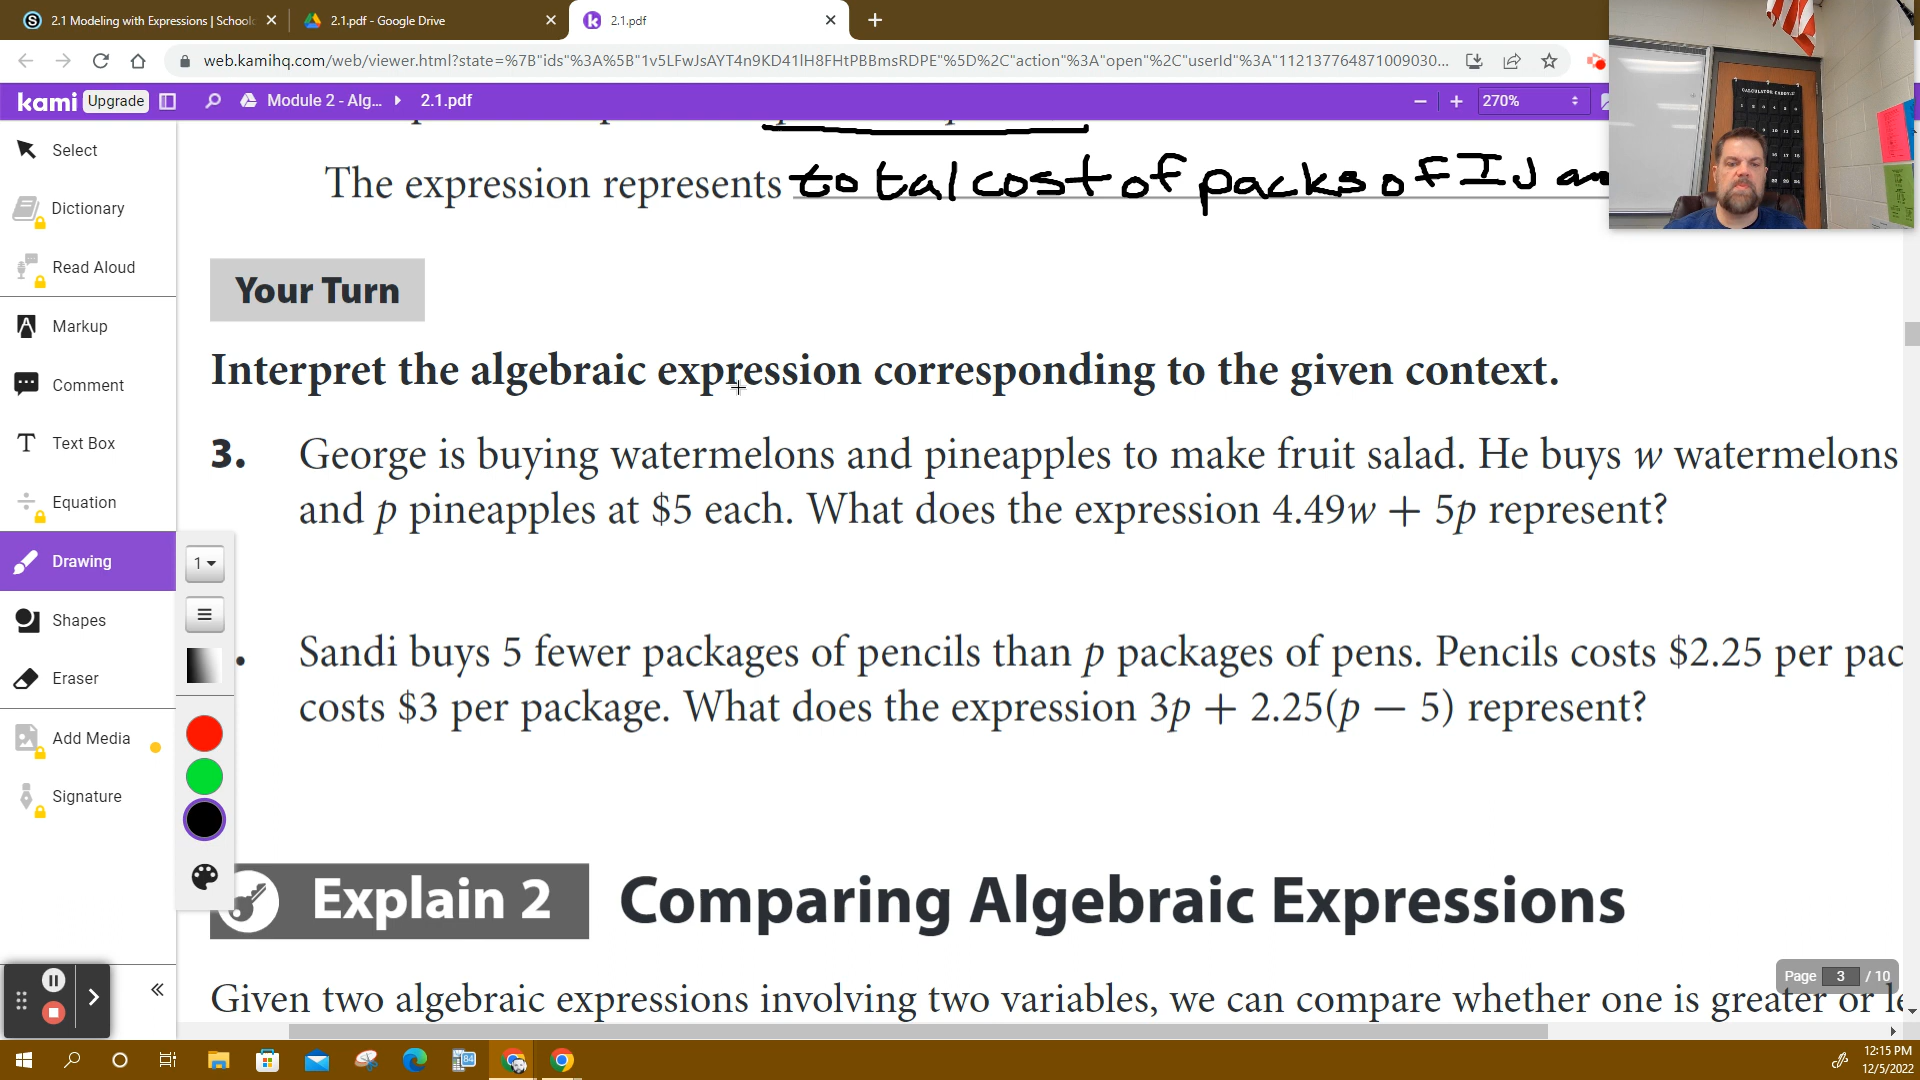 2.1 Modeling with Expressions | Schoolo
2.1.pdf - Google Drive
2.1.pdf
web.kamihq.com/web/viewer.html?state=%7B"ids"%3A%5B"1v5LFwJsAYT4n9KD41lH8FHtPBBmsRDPE"%5D%2C"action"%3A"open"%2C"userId"%3A"112137764871009030...
kami Upgrade Module 2 - Alg... 2.1.pdf 270%
Select
Dictionary
Read Aloud
Markup
Comment
Text Box
Equation
Drawing
Shapes
Eraser
Add Media
Signature
1
The expression represents total cost of packs of IJ an
Your Turn
Interpret the algebraic expression corresponding to the given context.
3. George is buying watermelons and pineapples to make fruit salad. He buys w watermelons
and p pineapples at $5 each. What does the expression 4.49w + 5p represent?
. Sandi buys 5 fewer packages of pencils than p packages of pens. Pencils costs $2.25 per pac
costs $3 per package. What does the expression 3p + 2.25(p − 5) represent?
Explain 2 Comparing Algebraic Expressions
Given two algebraic expressions involving two variables, we can compare whether one is greater or le
Page 3 / 10
84
12:15 PM
12/5/2022